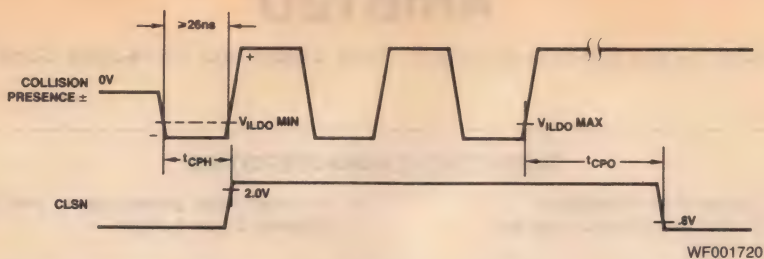 ≥26ns
COLLISION
PRESENCE ±
0V
+
−
VILDO MIN
VILDO MAX
tCPH
tCPO
CLSN
2.0V
.8V
WF001720